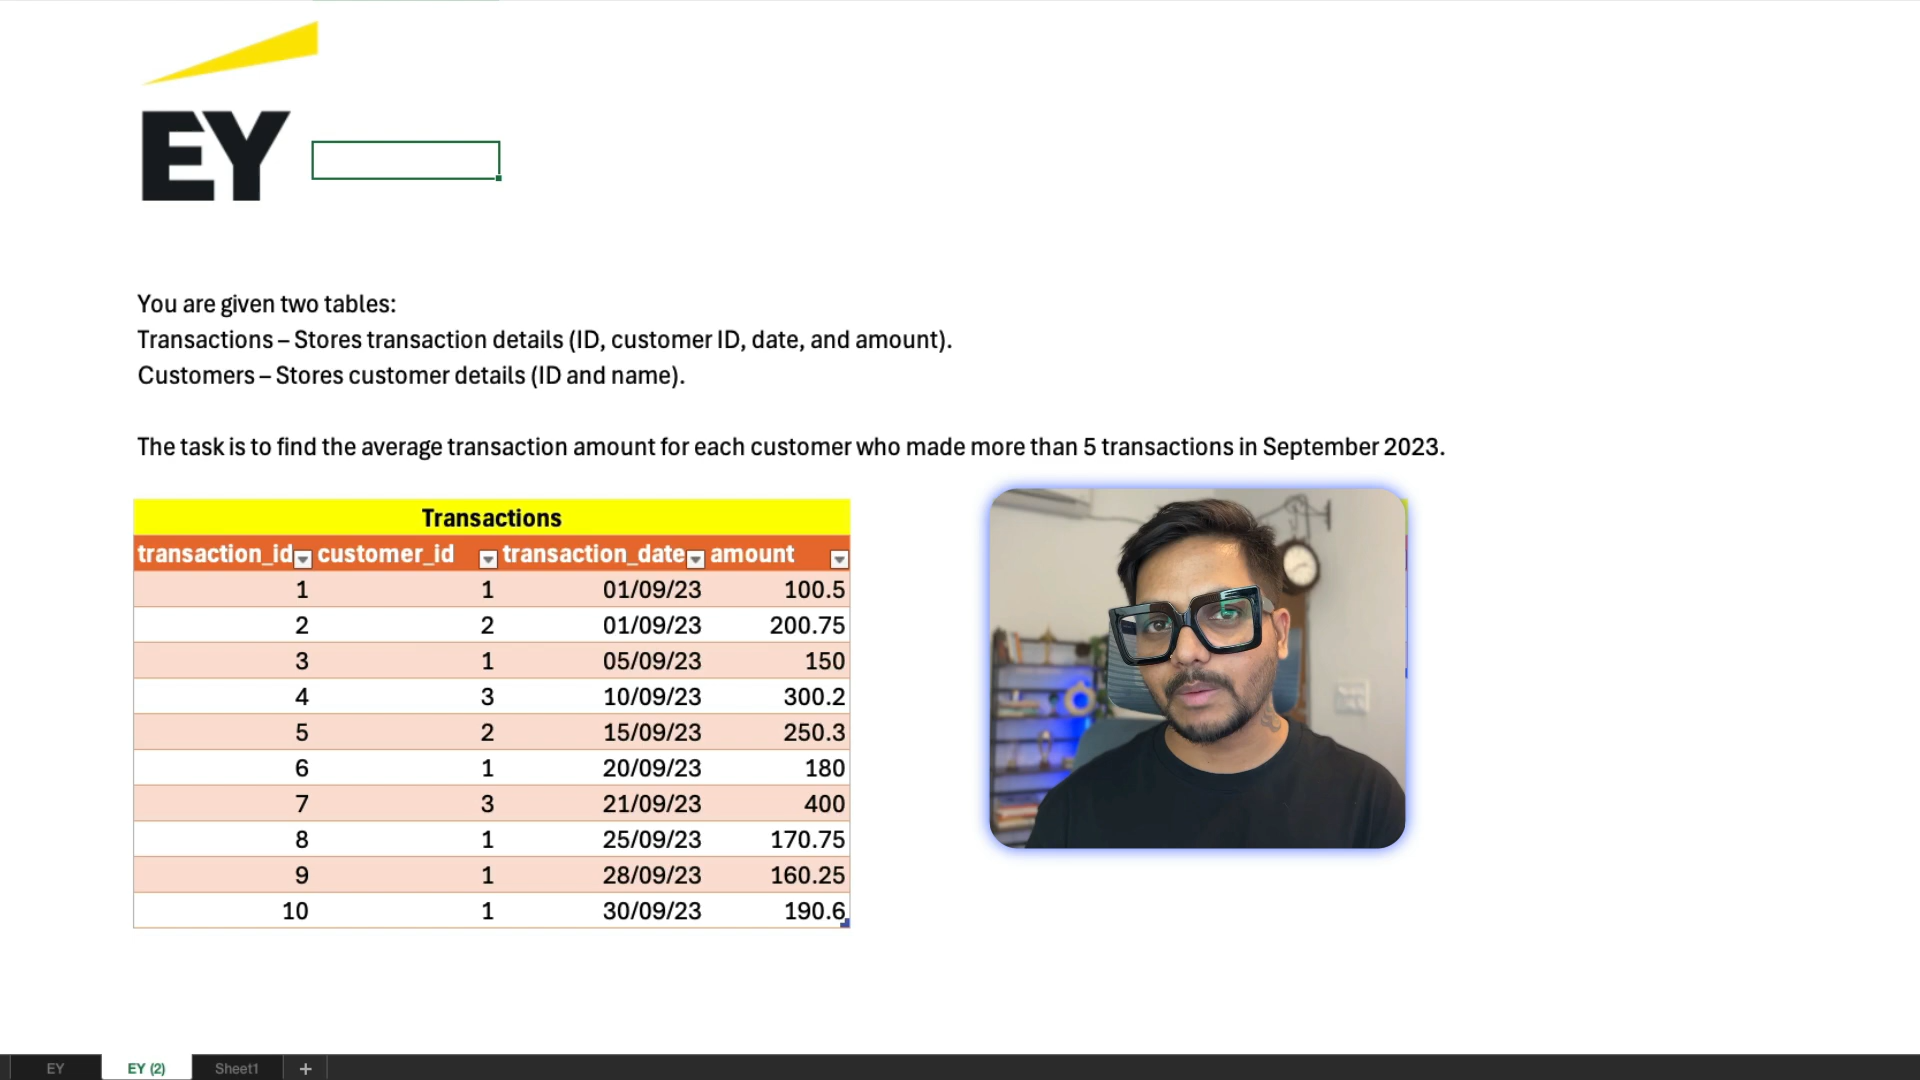 EY
You are given two tables:
Transactions – Stores transaction details (ID, customer ID, date, and amount).
Customers – Stores customer details (ID and name).
The task is to find the average transaction amount for each customer who made more than 5 transactions in September 2023.
Transactions
transaction_id customer_id transaction_date amount
1 1 01/09/23 100.5
2 2 01/09/23 200.75
3 1 05/09/23 150
4 3 10/09/23 300.2
5 2 15/09/23 250.3
6 1 20/09/23 180
7 3 21/09/23 400
8 1 25/09/23 170.75
9 1 28/09/23 160.25
10 1 30/09/23 190.6
EY EY (2) Sheet1 +